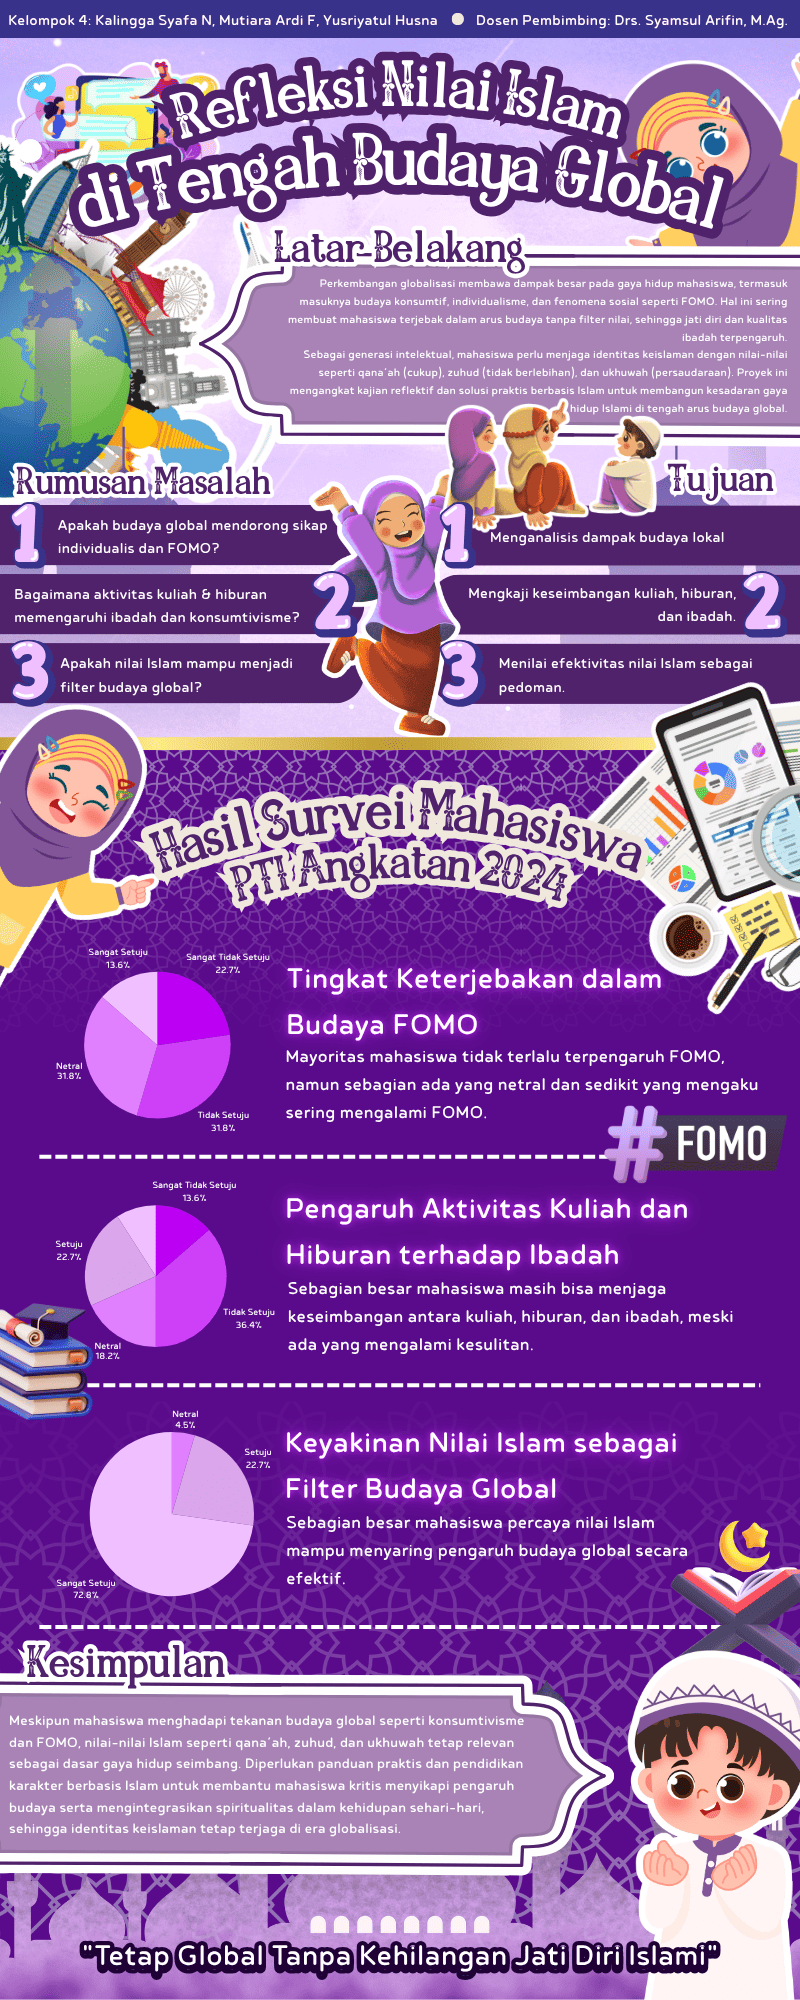 Kelompok 4: Kalingga Syafa N, Mutiara Ardi F, Yusriyatul Husna
Dosen Pembimbing: Drs. Syamsul Arifin, M.Ag.
Refleksi Nilai Islam
di Tengah Budaya Global
Latar Belakang
Perkembangan globalisasi membawa dampak besar pada gaya hidup mahasiswa, termasuk
masuknya budaya konsumtif, individualisme, dan fenomena sosial seperti FOMO. Hal ini sering
membuat mahasiswa terjebak dalam arus budaya tanpa filter nilai, sehingga jati diri dan kualitas
ibadah terpengaruh.
Sebagai generasi intelektual, mahasiswa perlu menjaga identitas keislaman dengan nilai-nilai
seperti qana'ah (cukup), zuhud (tidak berlebihan), dan ukhuwah (persaudaraan). Proyek ini
mengangkat kajian reflektif dan solusi praktis berbasis Islam untuk membangun kesadaran gaya
hidup Islami di tengah arus budaya global.
Rumusan Masalah
1
Apakah budaya global mendorong sikap
individualis dan FOMO?
Bagaimana aktivitas kuliah & hiburan
memengaruhi ibadah dan konsumtivisme?
2
3
Apakah nilai Islam mampu menjadi
filter budaya global?
Tujuan
1
Menganalisis dampak budaya lokal
Mengkaji keseimbangan kuliah, hiburan,
dan ibadah.
2
3
Menilai efektivitas nilai Islam sebagai
pedoman.
Hasil Survei Mahasiswa
PTI Angkatan 2024
Sangat Setuju
13.6%
Sangat Tidak Setuju
22.7%
Netral
31.8%
Tidak Setuju
31.8%
Tingkat Keterjebakan dalam
Budaya FOMO
Mayoritas mahasiswa tidak terlalu terpengaruh FOMO,
namun sebagian ada yang netral dan sedikit yang mengaku
sering mengalami FOMO.
# FOMO
Sangat Tidak Setuju
13.6%
Setuju
22.7%
Tidak Setuju
36.4%
Netral
18.2%
Pengaruh Aktivitas Kuliah dan
Hiburan terhadap Ibadah
Sebagian besar mahasiswa masih bisa menjaga
keseimbangan antara kuliah, hiburan, dan ibadah, meski
ada yang mengalami kesulitan.
Netral
4.5%
Setuju
22.7%
Sangat Setuju
72.8%
Keyakinan Nilai Islam sebagai
Filter Budaya Global
Sebagian besar mahasiswa percaya nilai Islam
mampu menyaring pengaruh budaya global secara
efektif.
Kesimpulan
Meskipun mahasiswa menghadapi tekanan budaya global seperti konsumtivisme
dan FOMO, nilai-nilai Islam seperti qana'ah, zuhud, dan ukhuwah tetap relevan
sebagai dasar gaya hidup seimbang. Diperlukan panduan praktis dan pendidikan
karakter berbasis Islam untuk membantu mahasiswa kritis menyikapi pengaruh
budaya serta mengintegrasikan spiritualitas dalam kehidupan sehari-hari,
sehingga identitas keislaman tetap terjaga di era globalisasi.
"Tetap Global Tanpa Kehilangan Jati Diri Islami"